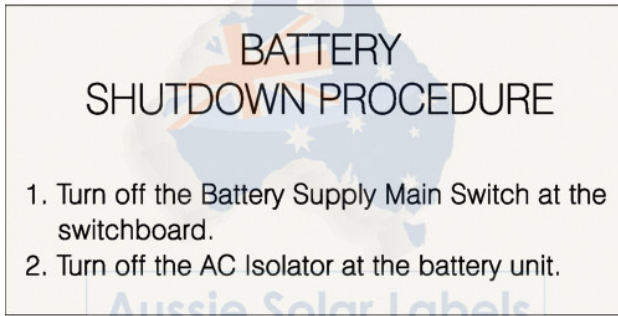 BATTERY
SHUTDOWN PROCEDURE
1. Turn off the Battery Supply Main Switch at the
switchboard.
2. Turn off the AC Isolator at the battery unit.
Aussie Solar Labels